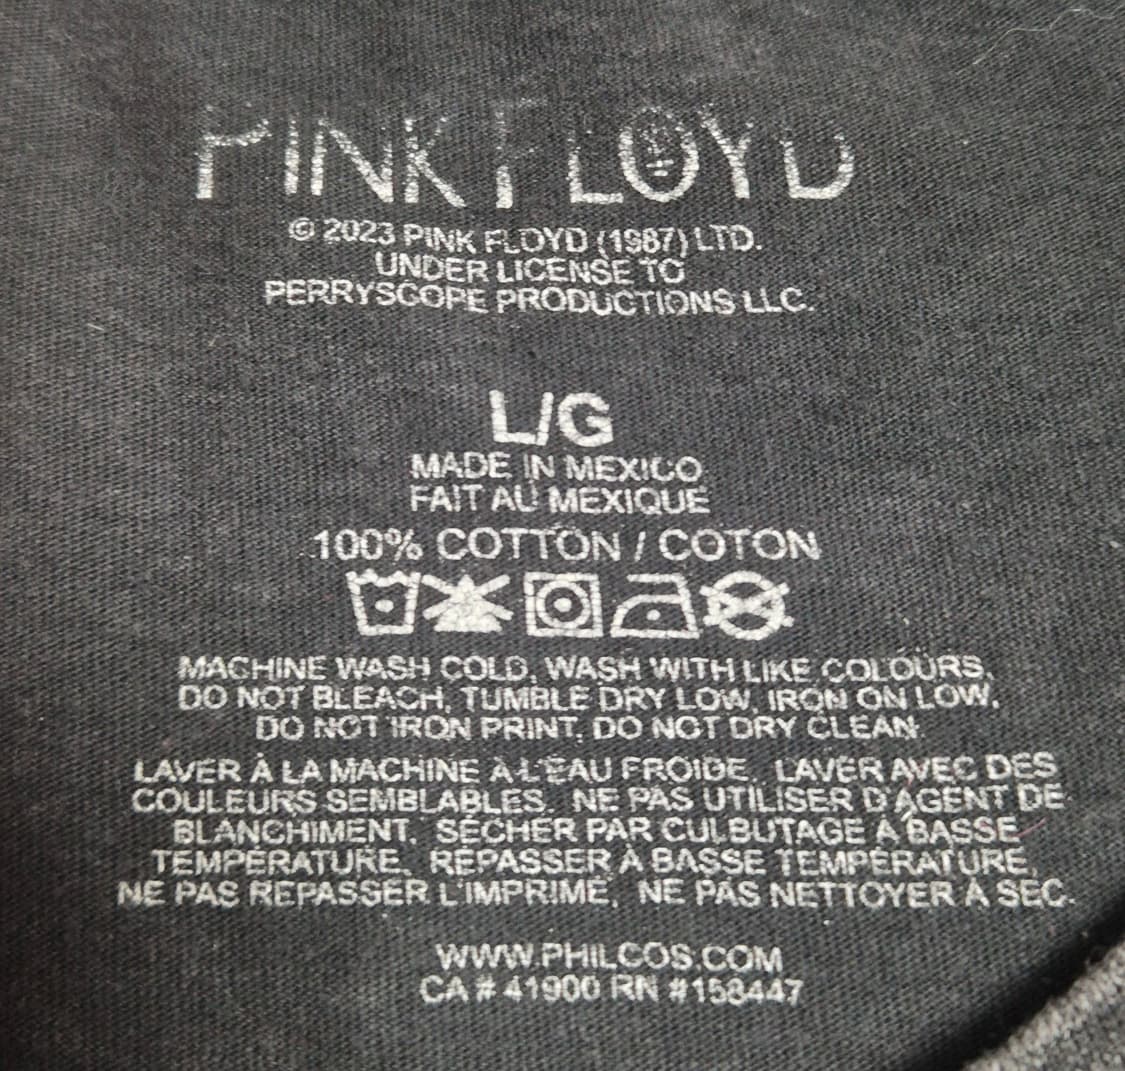 PINK FLOYD
© 2023 PINK FLOYD (1987) LTD.
UNDER LICENSE TO
PERRYSCOPE PRODUCTIONS LLC.
L/G
MADE IN MEXICO
FAIT AU MEXIQUE
100% COTTON / COTON
MACHINE WASH COLD, WASH WITH LIKE COLOURS,
DO NOT BLEACH, TUMBLE DRY LOW, IRON ON LOW,
DO NOT IRON PRINT, DO NOT DRY CLEAN.
LAVER À LA MACHINE À L'EAU FROIDE, LAVER AVEC DES
COULEURS SEMBLABLES. NE PAS UTILISER D'AGENT DE
BLANCHIMENT. SÉCHER PAR CULBUTAGE À BASSE
TEMPÉRATURE. RÉPASSER À BASSE TEMPÉRATURE,
NE PAS REPASSER L'IMPRIMÉ, NE PAS NETTOYER À SEC.
WWW.PHILCOS.COM
CA # 41900 RN #158447